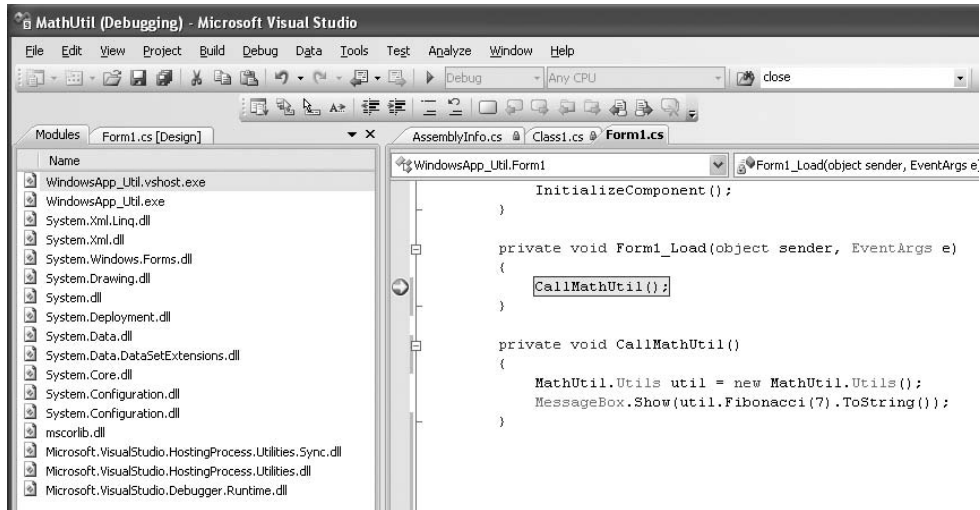 MathUtil (Debugging) - Microsoft Visual Studio
File Edit View Project Build Debug Data Tools Test Analyze Window Help
Debug Any CPU close
Modules Form1.cs [Design]
Name
WindowsApp_Util.vshost.exe
WindowsApp_Util.exe
System.Xml.Linq.dll
System.Xml.dll
System.Windows.Forms.dll
System.Drawing.dll
System.dll
System.Deployment.dll
System.Data.dll
System.Data.DataSetExtensions.dll
System.Core.dll
System.Configuration.dll
System.Configuration.dll
mscorlib.dll
Microsoft.VisualStudio.HostingProcess.Utilities.Sync.dll
Microsoft.VisualStudio.HostingProcess.Utilities.dll
Microsoft.VisualStudio.Debugger.Runtime.dll
AssemblyInfo.cs Class1.cs Form1.cs
WindowsApp_Util.Form1 Form1_Load(object sender, EventArgs e)
InitializeComponent();
}
private void Form1_Load(object sender, EventArgs e)
{
CallMathUtil();
}
private void CallMathUtil()
{
MathUtil.Utils util = new MathUtil.Utils();
MessageBox.Show(util.Fibonacci(7).ToString());
}